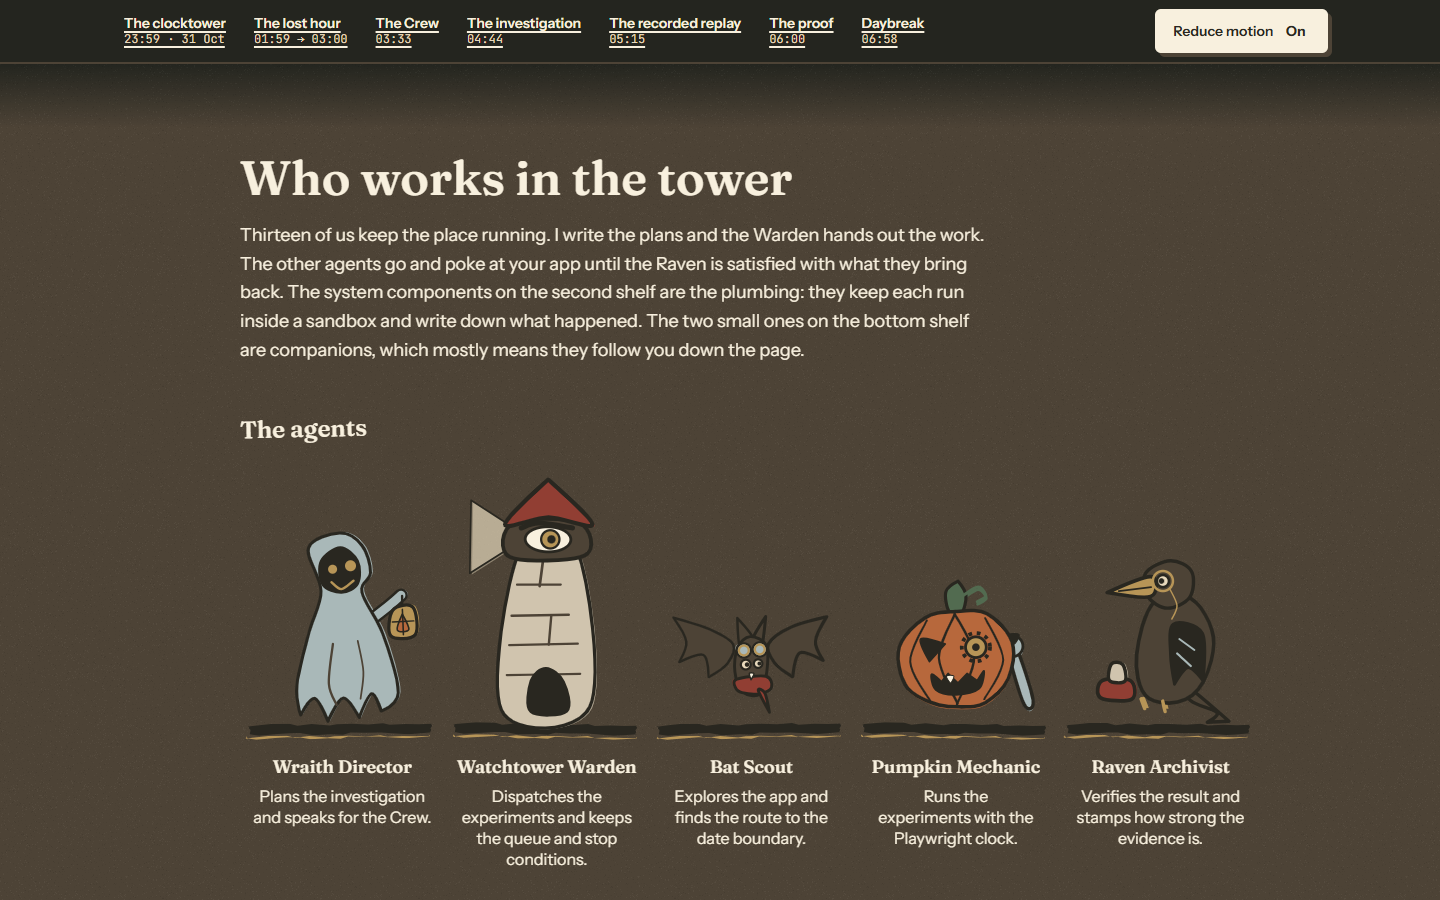 The clocktower
23:59 · 31 Oct
The lost hour
01:59 → 03:00
The Crew
03:33
The investigation
04:44
The recorded replay
05:15
The proof
06:00
Daybreak
06:58
Reduce motion On
Who works in the tower
Thirteen of us keep the place running. I write the plans and the Warden hands out the work.
The other agents go and poke at your app until the Raven is satisfied with what they bring
back. The system components on the second shelf are the plumbing: they keep each run
inside a sandbox and write down what happened. The two small ones on the bottom shelf
are companions, which mostly means they follow you down the page.
The agents
Wraith Director
Plans the investigation
and speaks for the Crew.
Watchtower Warden
Dispatches the
experiments and keeps
the queue and stop
conditions.
Bat Scout
Explores the app and
finds the route to the
date boundary.
Pumpkin Mechanic
Runs the
experiments with the
Playwright clock.
Raven Archivist
Verifies the result and
stamps how strong the
evidence is.